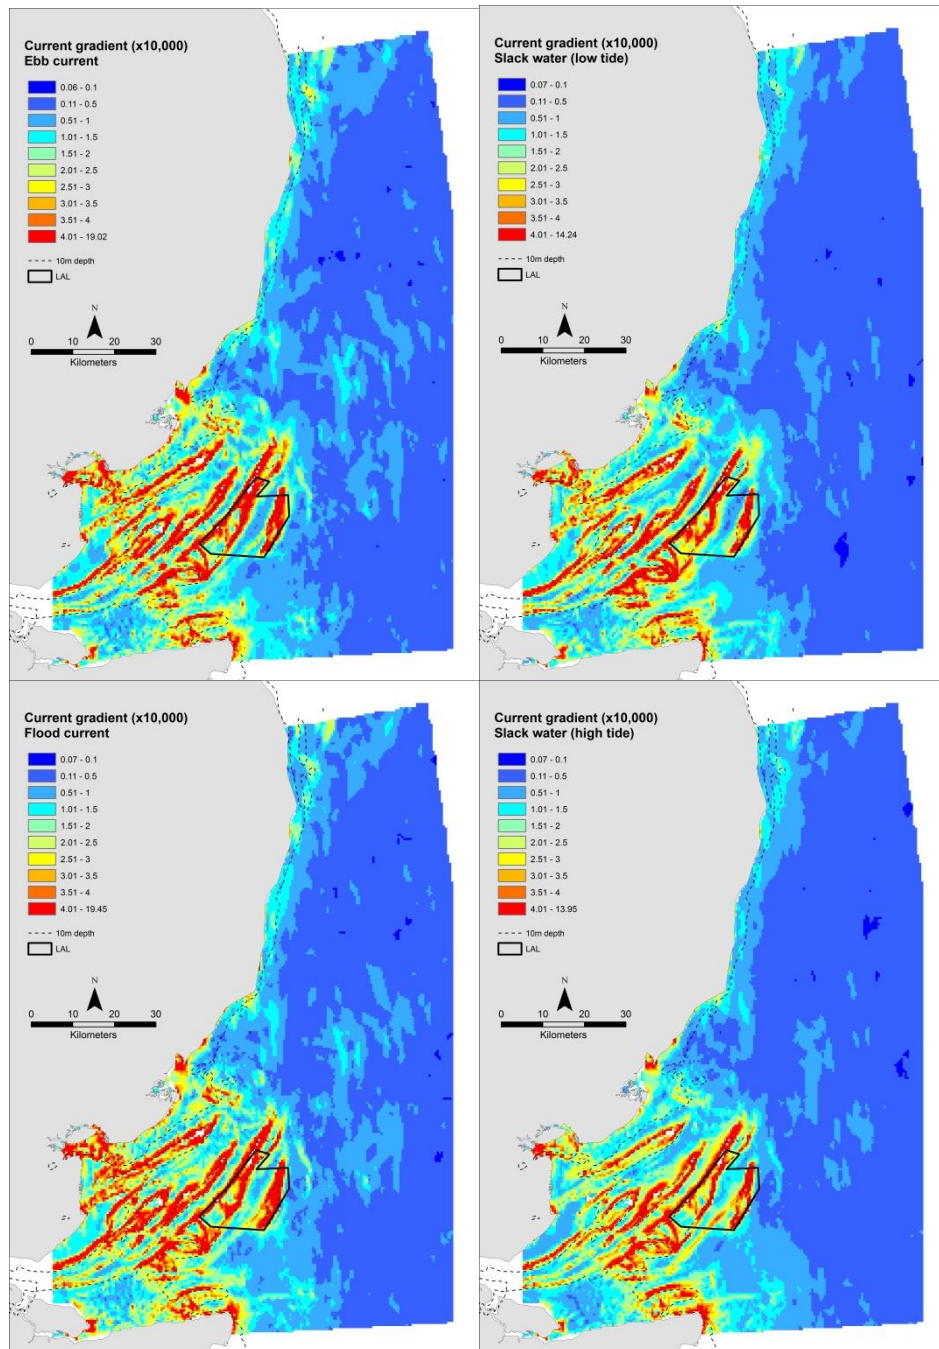 Current gradient (x10,000)
Ebb current
0.06 - 0.1
0.11 - 0.5
0.51 - 1
1.01 - 1.5
1.51 - 2
2.01 - 2.5
2.51 - 3
3.01 - 3.5
3.51 - 4
4.01 - 19.02
10m depth
LAL
N
0 10 20 30
Kilometers
Current gradient (x10,000)
Slack water (low tide)
0.07 - 0.1
0.11 - 0.5
0.51 - 1
1.01 - 1.5
1.51 - 2
2.01 - 2.5
2.51 - 3
3.01 - 3.5
3.51 - 4
4.01 - 14.24
10m depth
LAL
N
0 10 20 30
Kilometers
Current gradient (x10,000)
Flood current
0.07 - 0.1
0.11 - 0.5
0.51 - 1
1.01 - 1.5
1.51 - 2
2.01 - 2.5
2.51 - 3
3.01 - 3.5
3.51 - 4
4.01 - 19.45
10m depth
LAL
N
0 10 20 30
Kilometers
Current gradient (x10,000)
Slack water (high tide)
0.07 - 0.1
0.11 - 0.5
0.51 - 1
1.01 - 1.5
1.51 - 2
2.01 - 2.5
2.51 - 3
3.01 - 3.5
3.51 - 4
4.01 - 13.95
10m depth
LAL
N
0 10 20 30
Kilometers